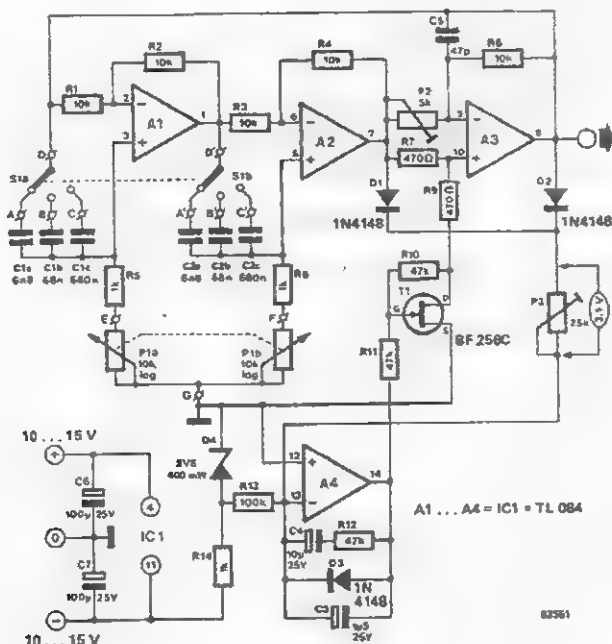 C5
47p
R2
10k
R4
10k
R6
10k
R1
10k
2
3
A1
1
R3
10k
6
A2
7
P2
5k
R7
470Ω
10
A3
8
D
S1a
D'
S1b
D1
1N4148
R9
470Ω
D2
1N4148
A
B
C
A'
B'
C'
C1a
6n8
C1b
68n
C1c
680n
C2a
6n8
C2b
68n
C2c
680n
R5
1k
1k
R10
47k
T1
G
D
S
BF 256C
P1
25k
E
F
P1a
10k
log
P1b
10k
log
R11
47k
G
10 ... 15 V
+
C6
100µ 25V
0
C7
100µ 25V
−
10 ... 15 V
4
IC1
11
D4
400 mW
R13
100k
R14
1k
12
13
A4
14
C4
10µ
25V
R12
47k
D3
1N
4148
C3
1µ5
25V
A1 ... A4 = IC1 = TL 084
83561